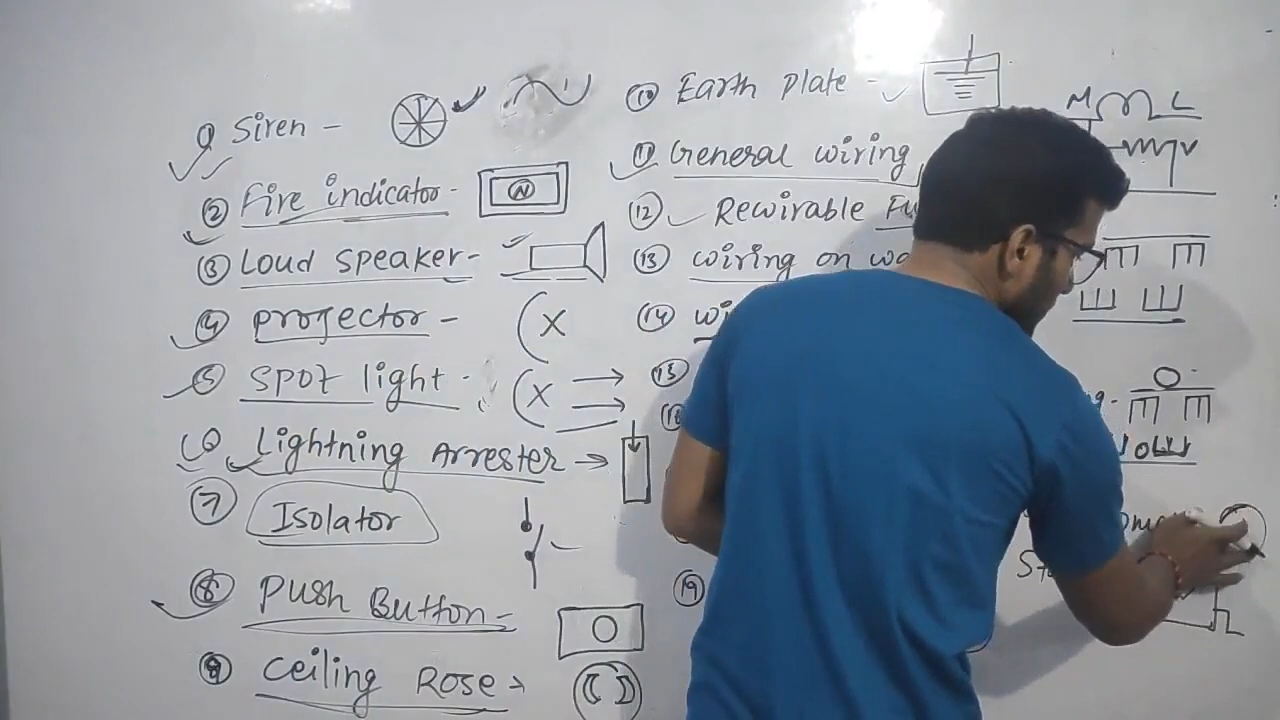 ① Siren -
② Fire indicator - N
③ Loud speaker -
④ Projector - X
⑤ Spot light - X
⑥ Lightning Arrester →
⑦ Isolator
⑧ Push Button -
⑨ Ceiling Rose →
⑩ Earth Plate -
M L
⑪ General wiring
V
⑫ Rewirable Fu
⑬ wiring on wa
⑭ wi
⑮
⑯
⑲